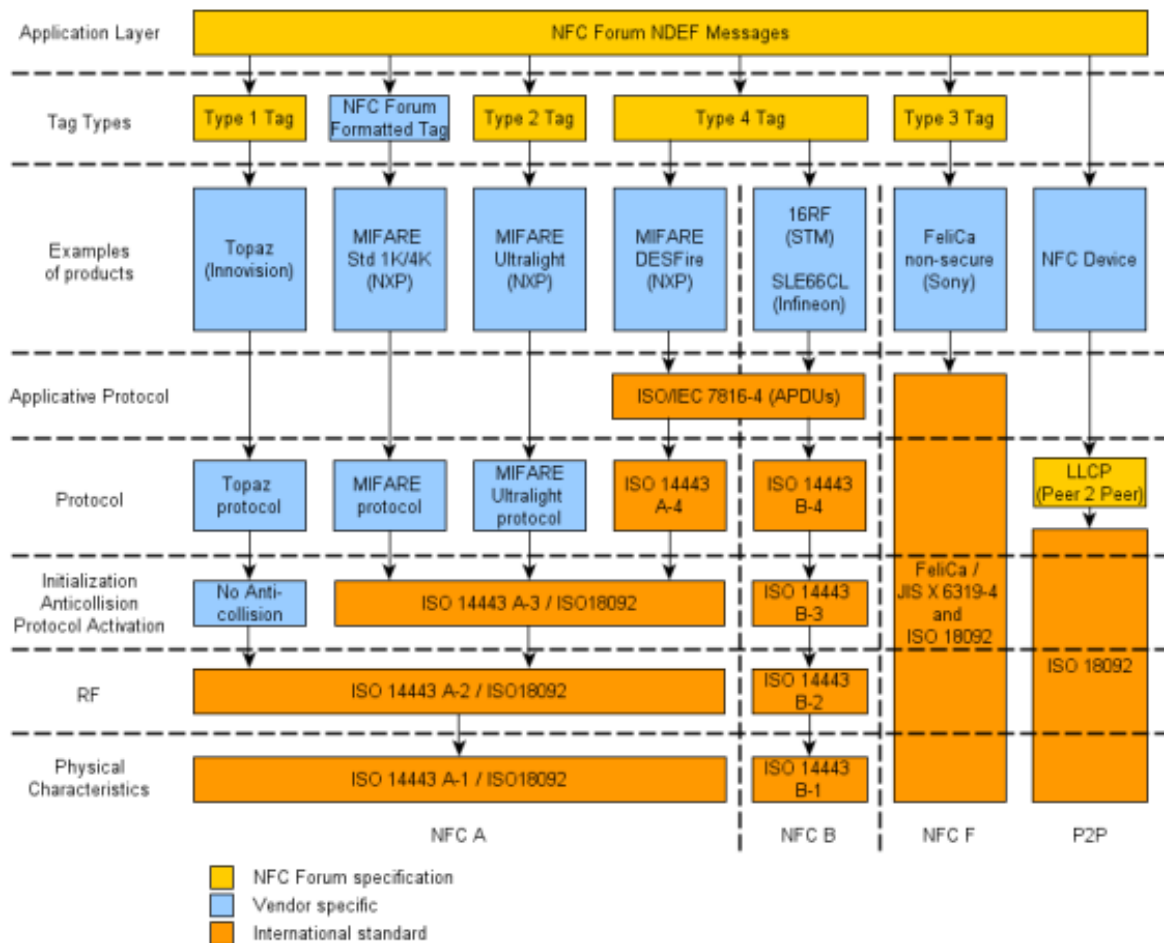 Application Layer
NFC Forum NDEF Messages
Tag Types
Type 1 Tag
NFC Forum
Formatted Tag
Type 2 Tag
Type 4 Tag
Type 3 Tag
Examples
of products
Topaz
(Innovision)
MIFARE
Std 1K/4K
(NXP)
MIFARE
Ultralight
(NXP)
MIFARE
DESFire
(NXP)
16RF
(STM)
SLE66CL
(Infineon)
FeliCa
non-secure
(Sony)
NFC Device
Applicative Protocol
ISO/IEC 7816-4 (APDUs)
Protocol
Topaz
protocol
MIFARE
protocol
MIFARE
Ultralight
protocol
ISO 14443
A-4
ISO 14443
B-4
LLCP
(Peer 2 Peer)
Initialization
Anticollision
Protocol Activation
No Anti-
collision
ISO 14443 A-3 / ISO18092
ISO 14443
B-3
FeliCa /
JIS X 6319-4
and
ISO 18092
ISO 18092
RF
ISO 14443 A-2 / ISO18092
ISO 14443
B-2
Physical
Characteristics
ISO 14443 A-1 / ISO18092
ISO 14443
B-1
NFC A
NFC B
NFC F
P2P
NFC Forum specification
Vendor specific
International standard